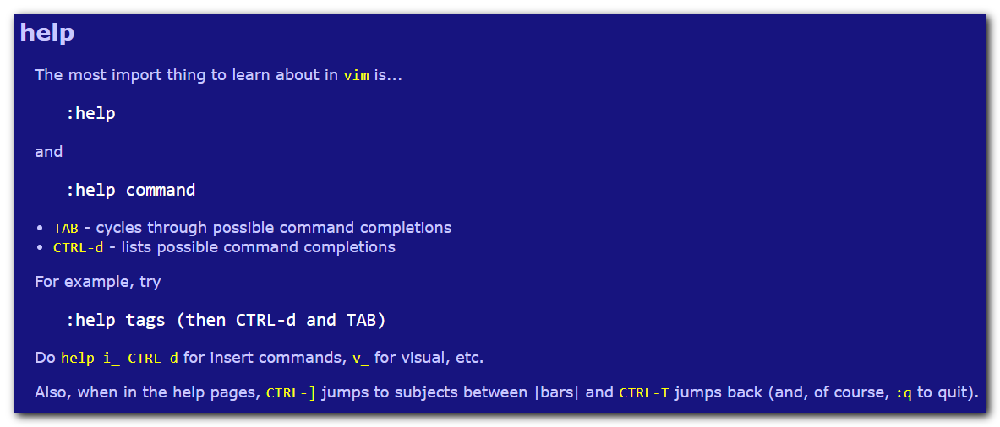 help
The most import thing to learn about in vim is...
:help
and
:help command
• TAB - cycles through possible command completions
• CTRL-d - lists possible command completions
For example, try
:help tags (then CTRL-d and TAB)
Do help i_ CTRL-d for insert commands, v_ for visual, etc.
Also, when in the help pages, CTRL-] jumps to subjects between |bars| and CTRL-T jumps back (and, of course, :q to quit).